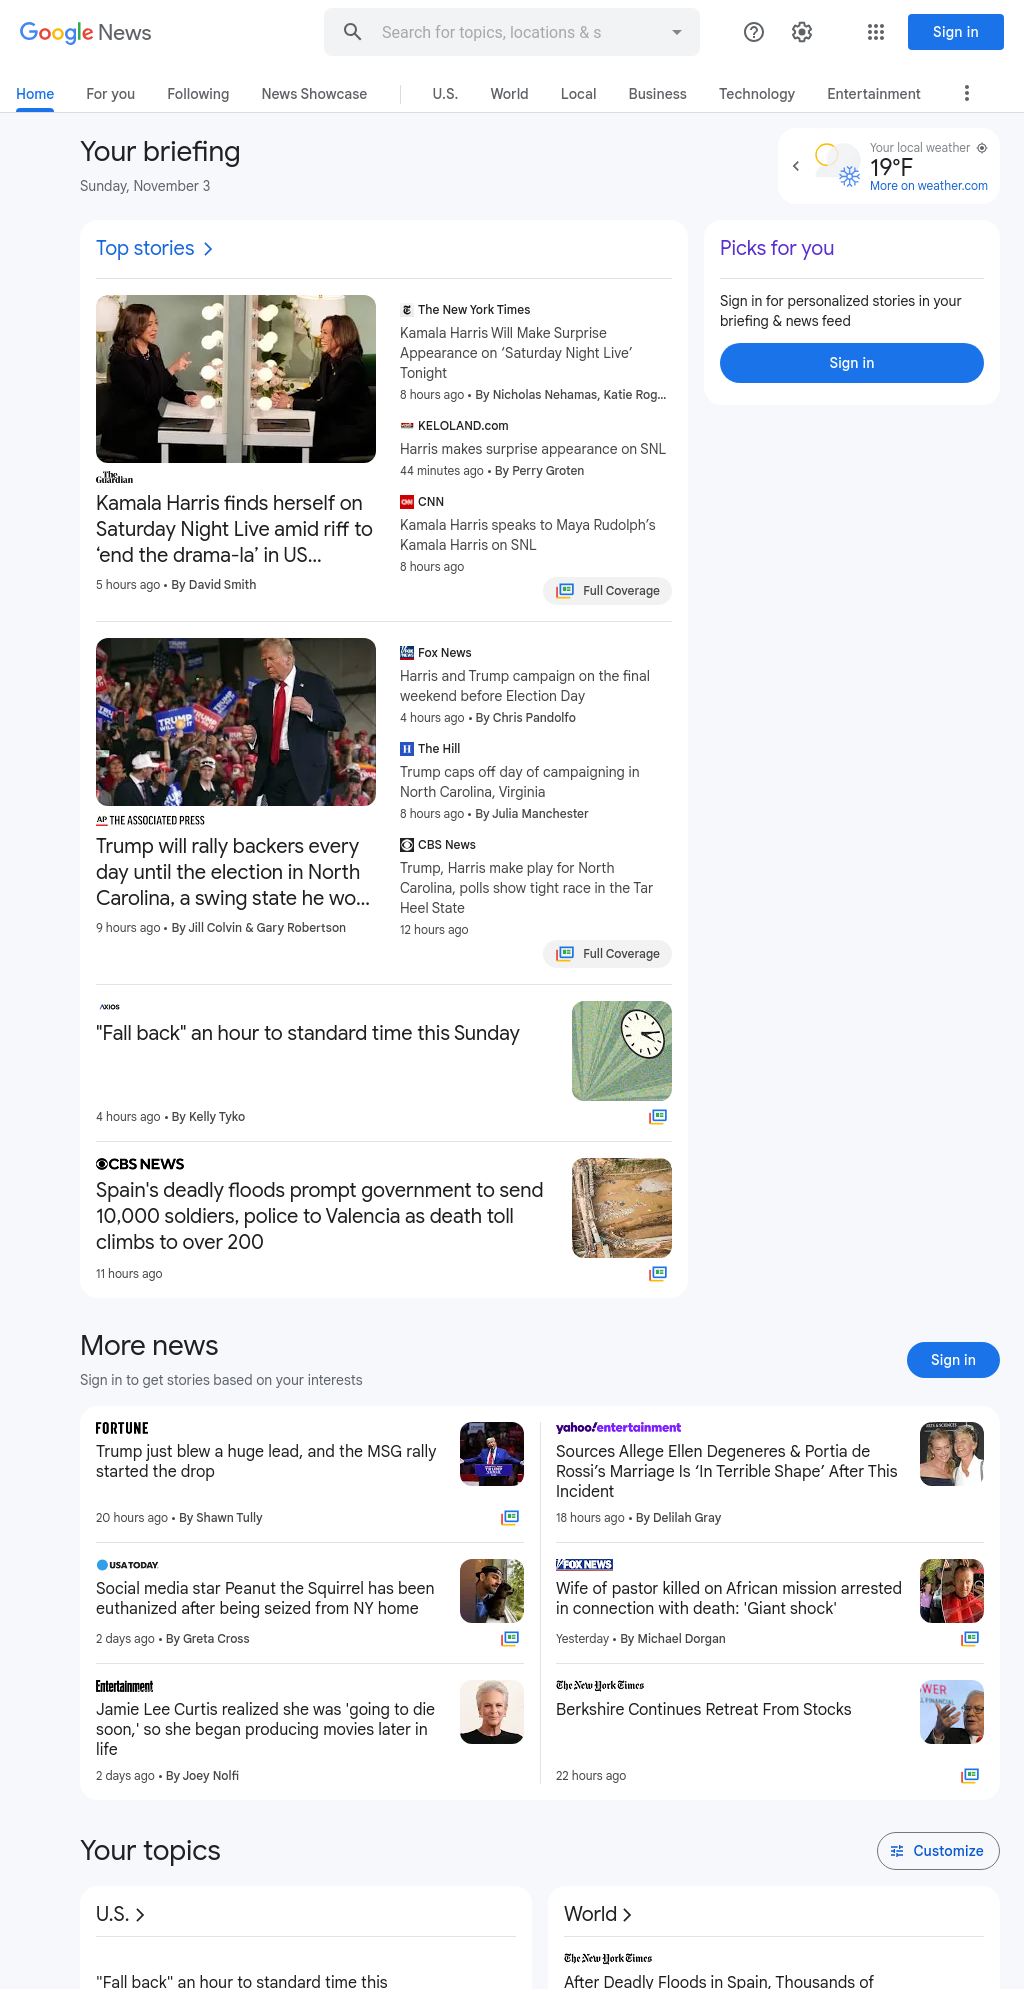 Google News
Search for topics, locations & s
Sign in
Home
For you
Following
News Showcase
U.S.
World
Local
Business
Technology
Entertainment
Your briefing
Sunday, November 3
Your local weather
19°F
More on weather.com
Top stories
The Guardian
Kamala Harris finds herself on
Saturday Night Live amid riff to
‘end the drama-la’ in US...
5 hours ago • By David Smith
The New York Times
Kamala Harris Will Make Surprise
Appearance on ‘Saturday Night Live’
Tonight
8 hours ago • By Nicholas Nehamas, Katie Rog...
KELOLAND.com
Harris makes surprise appearance on SNL
44 minutes ago • By Perry Groten
CNN
Kamala Harris speaks to Maya Rudolph’s
Kamala Harris on SNL
8 hours ago
Full Coverage
Picks for you
Sign in for personalized stories in your
briefing & news feed
Sign in
AP THE ASSOCIATED PRESS
Trump will rally backers every
day until the election in North
Carolina, a swing state he wo...
9 hours ago • By Jill Colvin & Gary Robertson
Fox News
Harris and Trump campaign on the final
weekend before Election Day
4 hours ago • By Chris Pandolfo
The Hill
Trump caps off day of campaigning in
North Carolina, Virginia
8 hours ago • By Julia Manchester
CBS News
Trump, Harris make play for North
Carolina, polls show tight race in the Tar
Heel State
12 hours ago
Full Coverage
AXIOS
"Fall back" an hour to standard time this Sunday
4 hours ago • By Kelly Tyko
CBS NEWS
Spain's deadly floods prompt government to send
10,000 soldiers, police to Valencia as death toll
climbs to over 200
11 hours ago
More news
Sign in to get stories based on your interests
Sign in
FORTUNE
Trump just blew a huge lead, and the MSG rally
started the drop
20 hours ago • By Shawn Tully
yahoo!entertainment
Sources Allege Ellen Degeneres & Portia de
Rossi’s Marriage Is ‘In Terrible Shape’ After This
Incident
18 hours ago • By Delilah Gray
USA TODAY
Social media star Peanut the Squirrel has been
euthanized after being seized from NY home
2 days ago • By Greta Cross
FOX NEWS
Wife of pastor killed on African mission arrested
in connection with death: 'Giant shock'
Yesterday • By Michael Dorgan
Entertainment
Jamie Lee Curtis realized she was 'going to die
soon,' so she began producing movies later in
life
2 days ago • By Joey Nolfi
The New York Times
Berkshire Continues Retreat From Stocks
22 hours ago
Your topics
Customize
U.S.
"Fall back" an hour to standard time this
World
The New York Times
After Deadly Floods in Spain, Thousands of